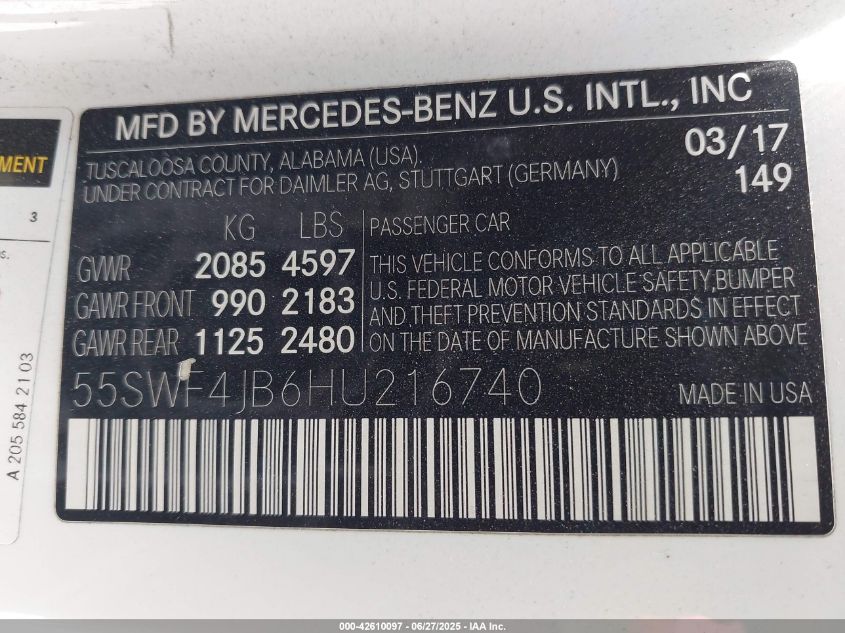 MFD BY MERCEDES-BENZ U.S. INTL., INC
TUSCALOOSA COUNTY, ALABAMA (USA).
UNDER CONTRACT FOR DAIMLER AG, STUTTGART (GERMANY)
03/17
149
KG LBS
GVWR 2085 4597
GAWR FRONT 990 2183
GAWR REAR 1125 2480
PASSENGER CAR
THIS VEHICLE CONFORMS TO ALL APPLICABLE
U.S. FEDERAL MOTOR VEHICLE SAFETY,BUMPER
AND,THEFT PREVENTION STANDARDS IN EFFECT
ON THE DATE OF MANUFACTURE SHOWN ABOVE
55SWF4JB6HU216740
MADE IN USA
MENT
3
A 205 584 21 03
000-42610097 - 06/27/2025 - IAA Inc.